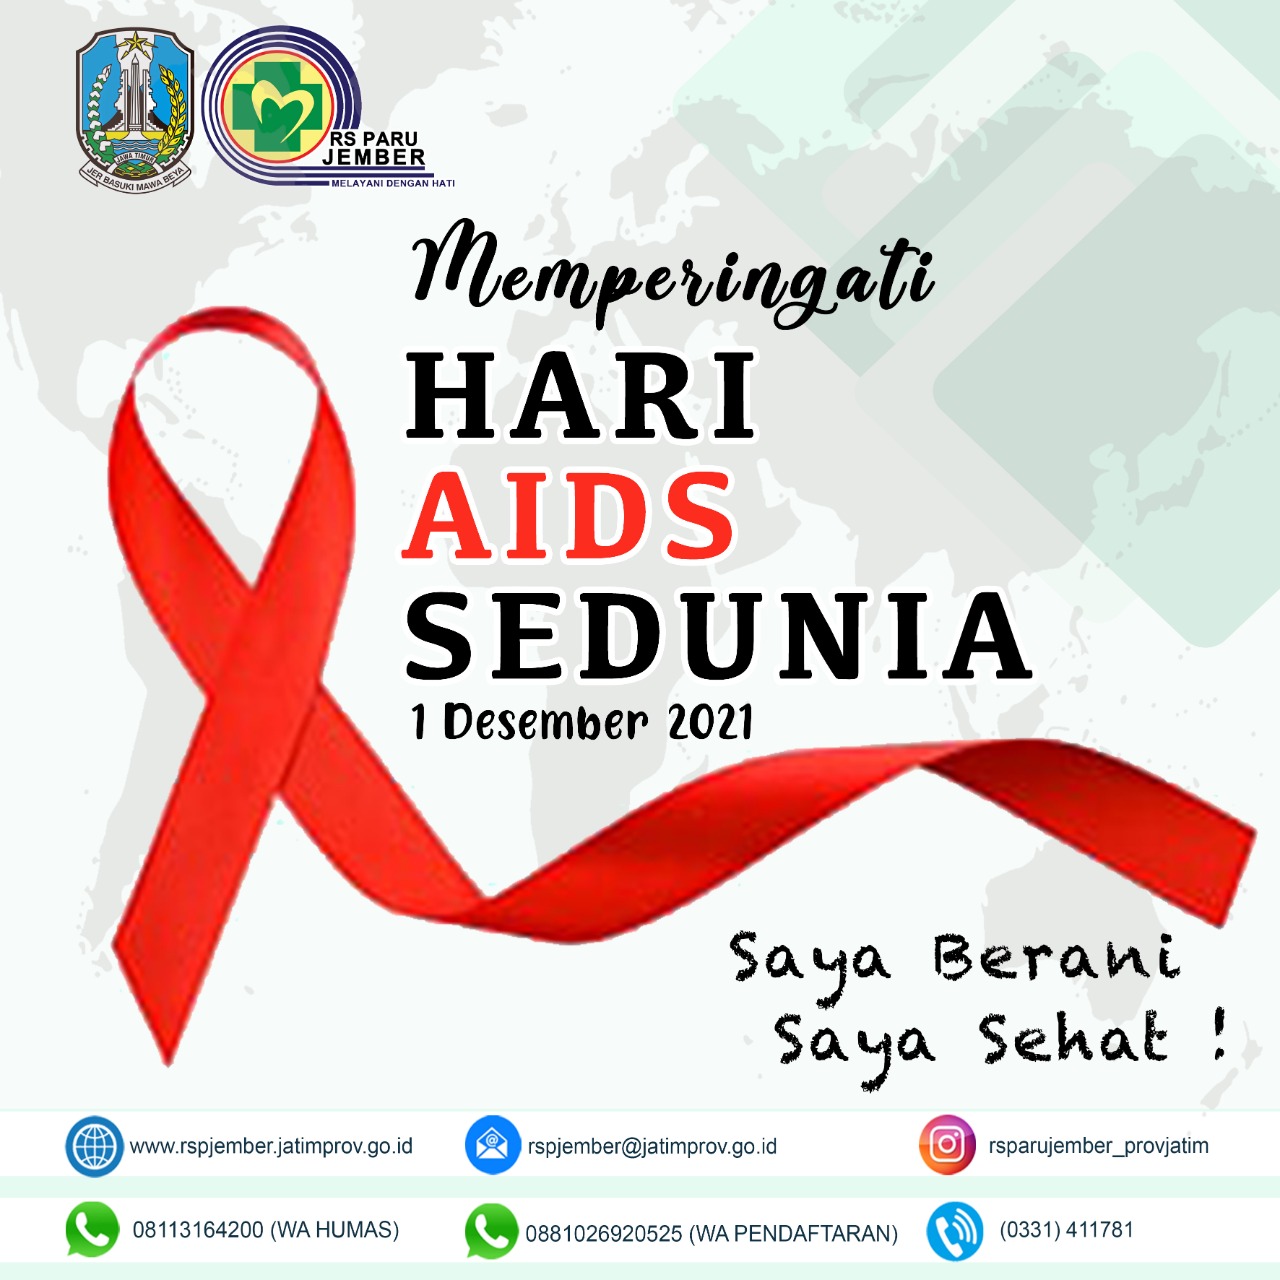 JAWA TIMUR
JER BASUKI MAWA BEYA
RS PARU
JEMBER
MELAYANI DENGAN HATI
Memperingati
HARI
AIDS
SEDUNIA
1 Desember 2021
Saya Berani
Saya Sehat !
www.rspjember.jatimprov.go.id
rspjember@jatimprov.go.id
rsparujember_provjatim
08113164200 (WA HUMAS)
0881026920525 (WA PENDAFTARAN)
(0331) 411781